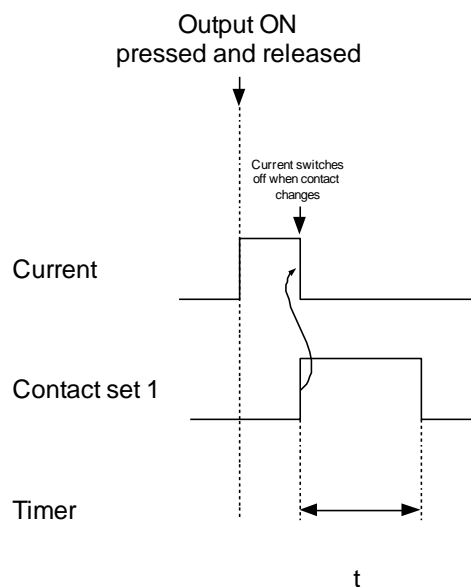 Output ON
pressed and released
Current switches
off when contact
changes
Current
Contact set 1
Timer
t